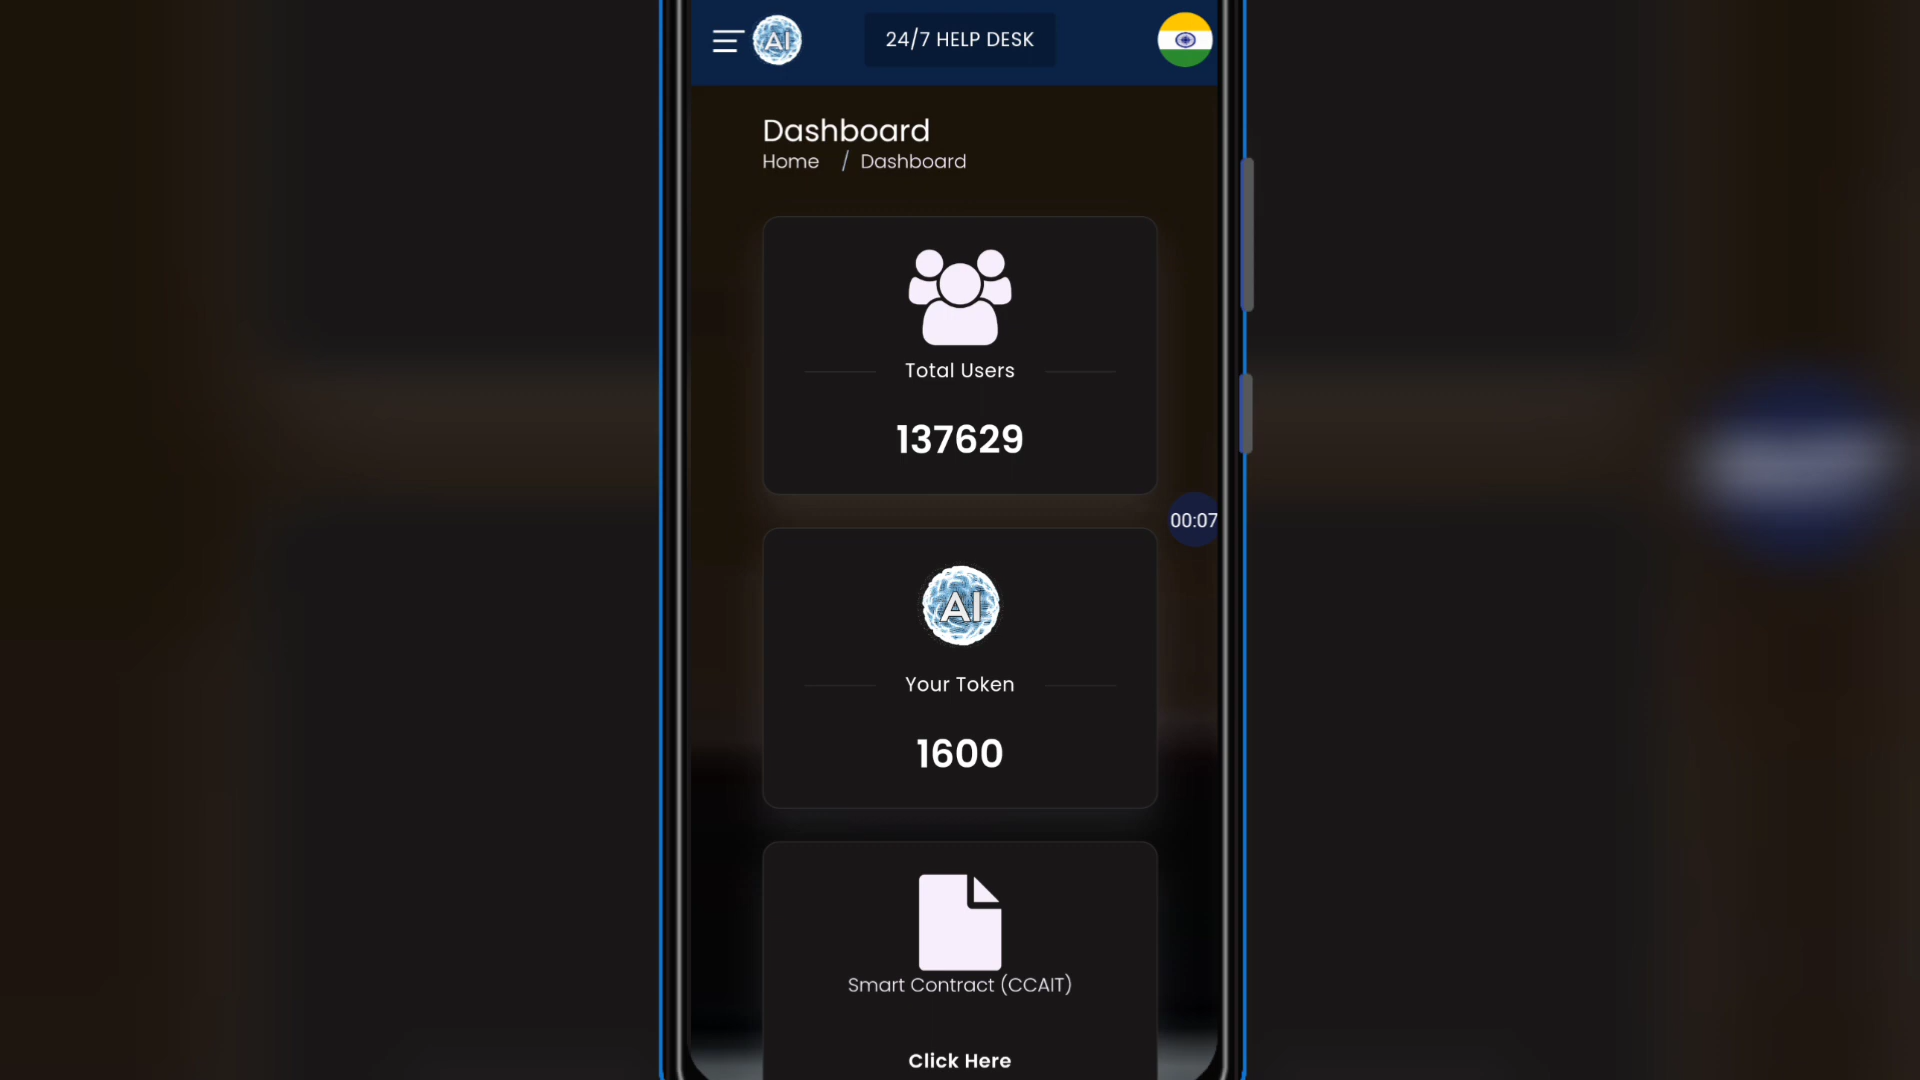 AI
24/7 HELP DESK
Dashboard
Home / Dashboard
Total Users
137629
00:07
AI
Your Token
1600
Smart Contract (CCAIT)
Click Here